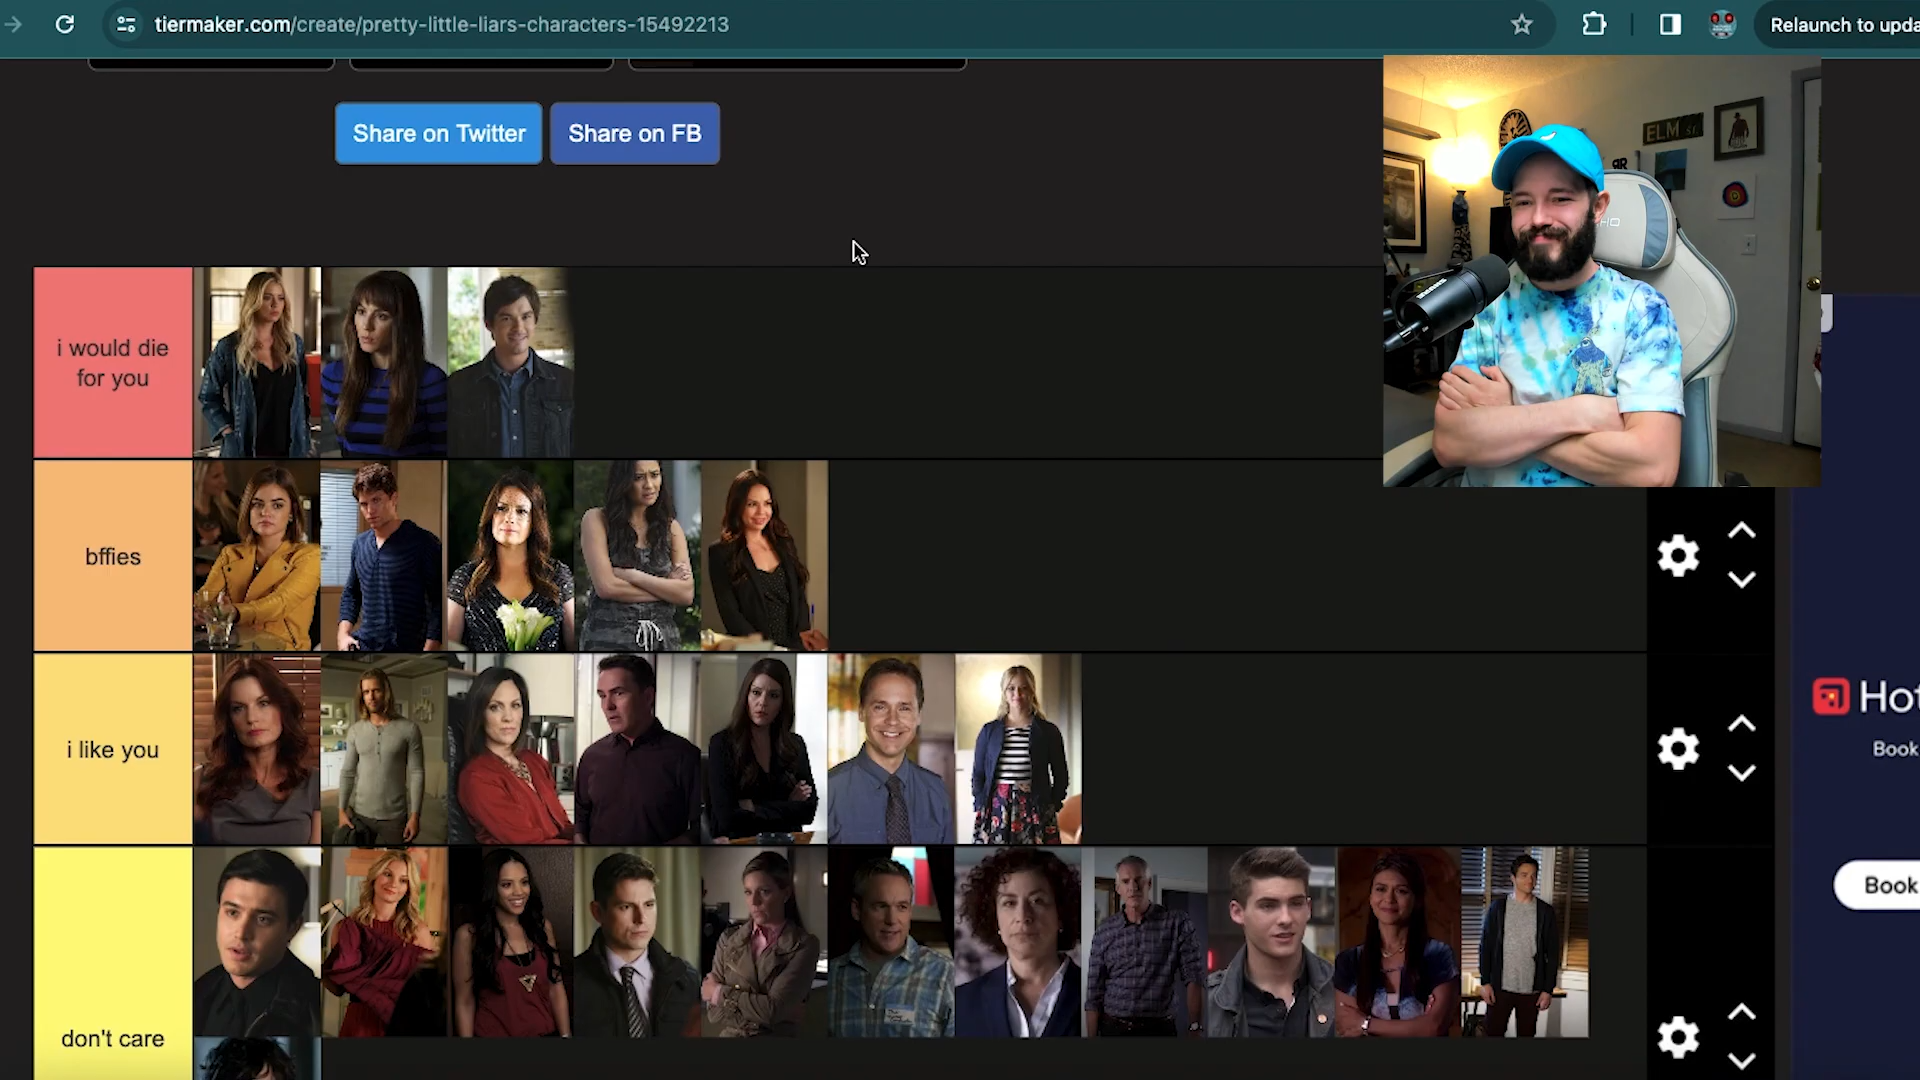 tiermaker.com/create/pretty-little-liars-characters-15492213
Relaunch to upda
Share on Twitter
Share on FB
ELM ST
i would die
for you
bffies
i like you
don't care
Hot
Book
Book